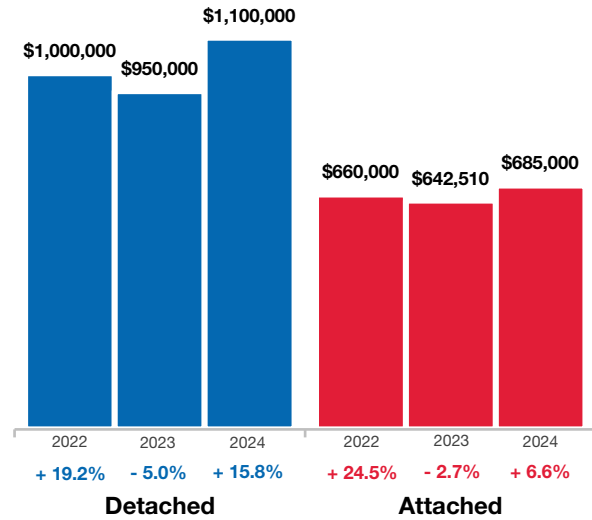 $1,000,000
$950,000
$1,100,000
$660,000
$642,510
$685,000
2022 2023 2024 2022 2023 2024
+ 19.2% - 5.0% + 15.8% + 24.5% - 2.7% + 6.6%
Detached Attached